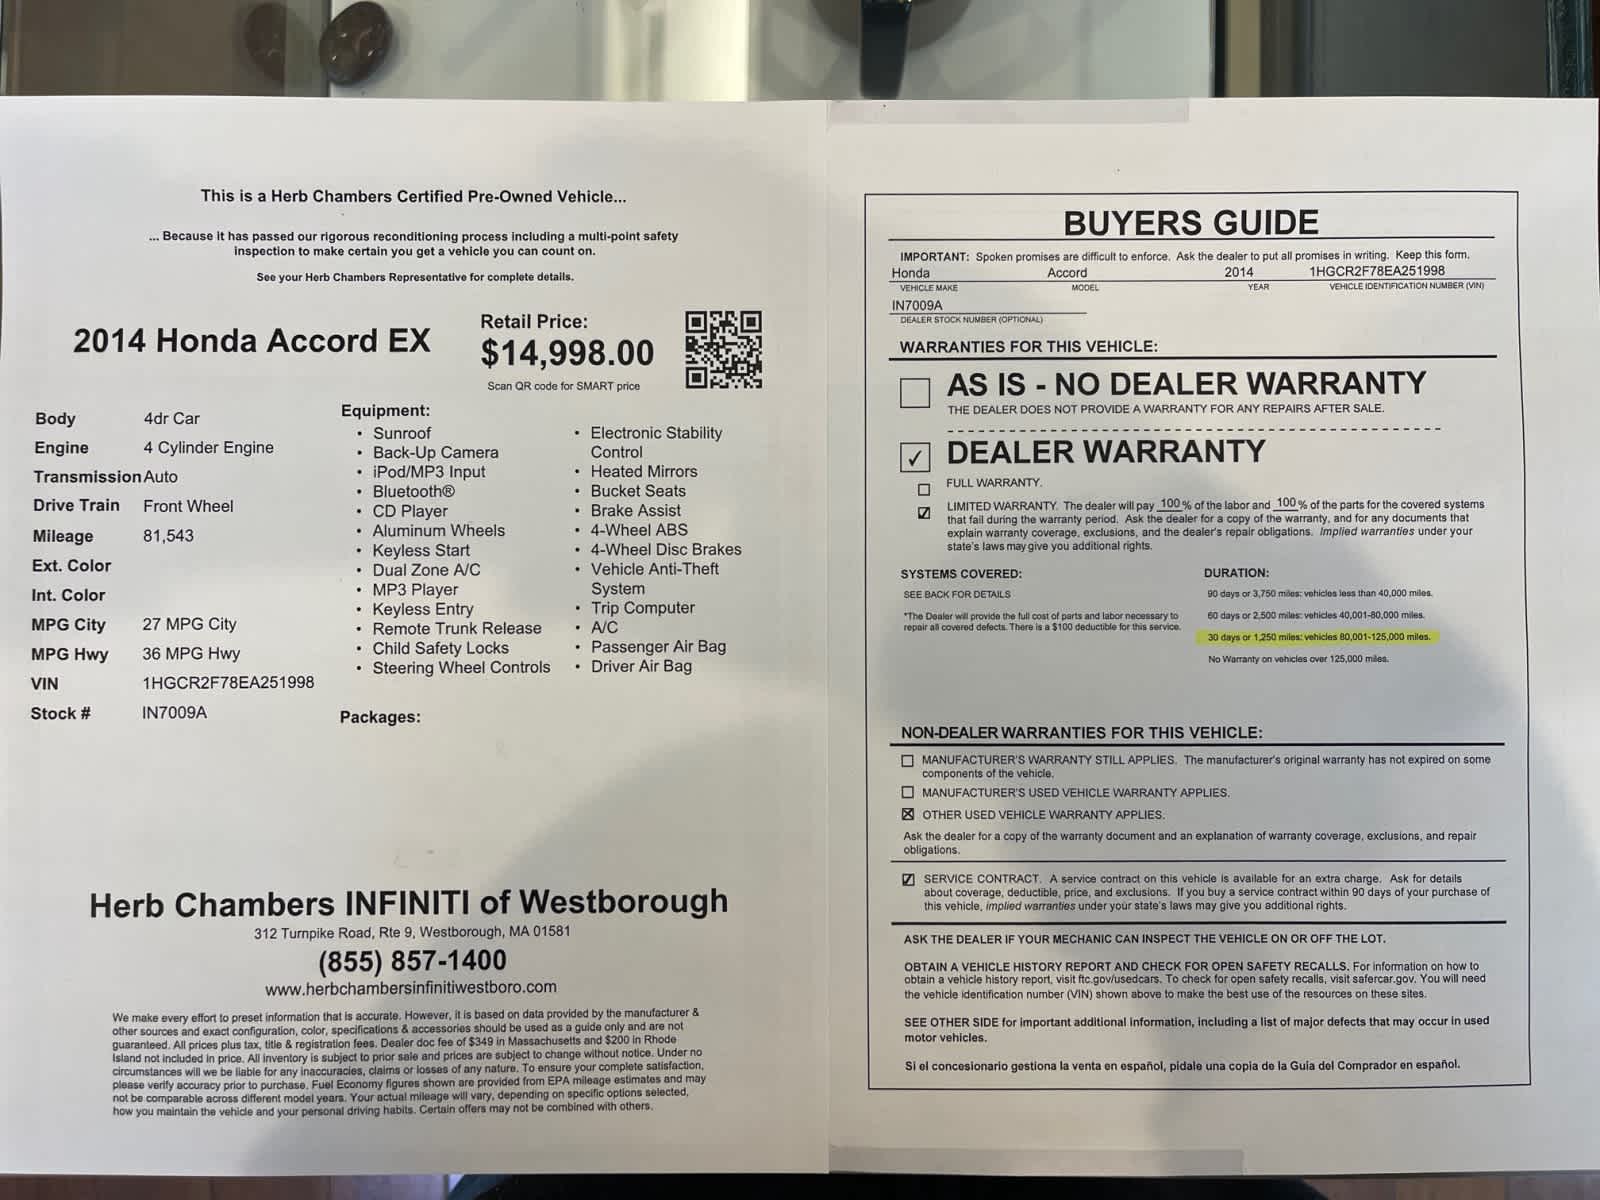 This is a Herb Chambers Certified Pre-Owned Vehicle...
... Because it has passed our rigorous reconditioning process including a multi-point safety
inspection to make certain you get a vehicle you can count on.
See your Herb Chambers Representative for complete details.
2014 Honda Accord EX
Retail Price:
$14,998.00
Scan QR code for SMART price
Body 4dr Car
Engine 4 Cylinder Engine
Transmission Auto
Drive Train Front Wheel
Mileage 81,543
Ext. Color
Int. Color
MPG City 27 MPG City
MPG Hwy 36 MPG Hwy
VIN 1HGCR2F78EA251998
Stock # IN7009A
Equipment:
• Sunroof
• Back-Up Camera
• iPod/MP3 Input
• Bluetooth®
• CD Player
• Aluminum Wheels
• Keyless Start
• Dual Zone A/C
• MP3 Player
• Keyless Entry
• Remote Trunk Release
• Child Safety Locks
• Steering Wheel Controls
• Electronic Stability
Control
• Heated Mirrors
• Bucket Seats
• Brake Assist
• 4-Wheel ABS
• 4-Wheel Disc Brakes
• Vehicle Anti-Theft
System
• Trip Computer
• A/C
• Passenger Air Bag
• Driver Air Bag
Packages:
Herb Chambers INFINITI of Westborough
312 Turnpike Road, Rte 9, Westborough, MA 01581
(855) 857-1400
www.herbchambersinfinitiwestboro.com
We make every effort to preset information that is accurate. However, it is based on data provided by the manufacturer &
other sources and exact configuration, color, specifications & accessories should be used as a guide only and are not
guaranteed. All prices plus tax, title & registration fees. Dealer doc fee of $349 in Massachusetts and $200 in Rhode
Island not included in price. All inventory is subject to prior sale and prices are subject to change without notice. Under no
circumstances will we be liable for any inaccuracies, claims or losses of any nature. To ensure your complete satisfaction,
please verify accuracy prior to purchase. Fuel Economy figures shown are provided from EPA mileage estimates and may
not be comparable across different model years. Your actual mileage will vary, depending on specific options selected,
how you maintain the vehicle and your personal driving habits. Certain offers may not be combined with others.
BUYERS GUIDE
IMPORTANT: Spoken promises are difficult to enforce. Ask the dealer to put all promises in writing. Keep this form.
Honda Accord 2014 1HGCR2F78EA251998
VEHICLE MAKE MODEL YEAR VEHICLE IDENTIFICATION NUMBER (VIN)
IN7009A
DEALER STOCK NUMBER (OPTIONAL)
WARRANTIES FOR THIS VEHICLE:
AS IS - NO DEALER WARRANTY
THE DEALER DOES NOT PROVIDE A WARRANTY FOR ANY REPAIRS AFTER SALE.
✓ DEALER WARRANTY
FULL WARRANTY.
LIMITED WARRANTY. The dealer will pay 100 % of the labor and 100 % of the parts for the covered systems
that fail during the warranty period. Ask the dealer for a copy of the warranty, and for any documents that
explain warranty coverage, exclusions, and the dealer's repair obligations. Implied warranties under your
state's laws may give you additional rights.
SYSTEMS COVERED:
SEE BACK FOR DETAILS
*The Dealer will provide the full cost of parts and labor necessary to
repair all covered defects. There is a $100 deductible for this service.
DURATION:
90 days or 3,750 miles: vehicles less than 40,000 miles.
60 days or 2,500 miles: vehicles 40,001-80,000 miles.
30 days or 1,250 miles: vehicles 80,001-125,000 miles.
No Warranty on vehicles over 125,000 miles.
NON-DEALER WARRANTIES FOR THIS VEHICLE:
MANUFACTURER'S WARRANTY STILL APPLIES. The manufacturer's original warranty has not expired on some
components of the vehicle.
MANUFACTURER'S USED VEHICLE WARRANTY APPLIES.
OTHER USED VEHICLE WARRANTY APPLIES.
Ask the dealer for a copy of the warranty document and an explanation of warranty coverage, exclusions, and repair
obligations.
SERVICE CONTRACT. A service contract on this vehicle is available for an extra charge. Ask for details
about coverage, deductible, price, and exclusions. If you buy a service contract within 90 days of your purchase of
this vehicle, implied warranties under your state's laws may give you additional rights.
ASK THE DEALER IF YOUR MECHANIC CAN INSPECT THE VEHICLE ON OR OFF THE LOT.
OBTAIN A VEHICLE HISTORY REPORT AND CHECK FOR OPEN SAFETY RECALLS. For information on how to
obtain a vehicle history report, visit ftc.gov/usedcars. To check for open safety recalls, visit safercar.gov. You will need
the vehicle identification number (VIN) shown above to make the best use of the resources on these sites.
SEE OTHER SIDE for important additional information, including a list of major defects that may occur in used
motor vehicles.
Si el concesionario gestiona la venta en español, pidale una copia de la Guía del Comprador en español.